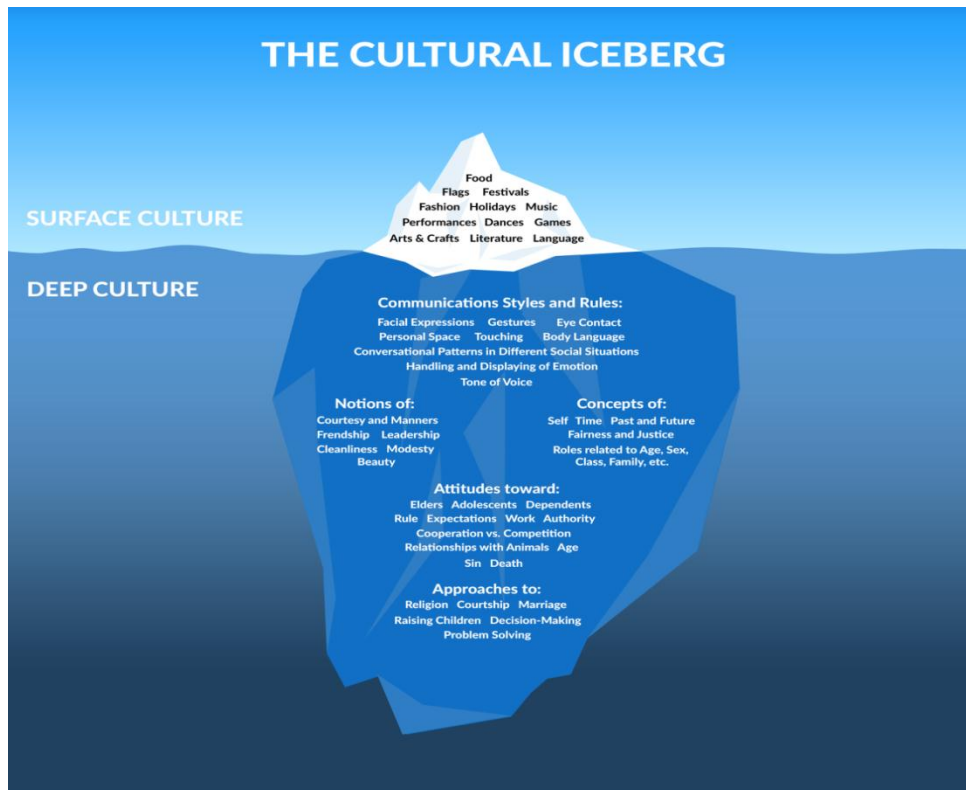 THE CULTURAL ICEBERG
Food
Flags Festivals
Fashion Holidays Music
Performances Dances Games
Arts & Crafts Literature Language
SURFACE CULTURE
DEEP CULTURE
Communications Styles and Rules:
Facial Expressions Gestures Eye Contact
Personal Space Touching Body Language
Conversational Patterns in Different Social Situations
Handling and Displaying of Emotion
Tone of Voice
Notions of:
Courtesy and Manners
Frendship Leadership
Cleanliness Modesty
Beauty
Concepts of:
Self Time Past and Future
Fairness and Justice
Roles related to Age, Sex,
Class, Family, etc.
Attitudes toward:
Elders Adolescents Dependents
Rule Expectations Work Authority
Cooperation vs. Competition
Relationships with Animals Age
Sin Death
Approaches to:
Religion Courtship Marriage
Raising Children Decision-Making
Problem Solving